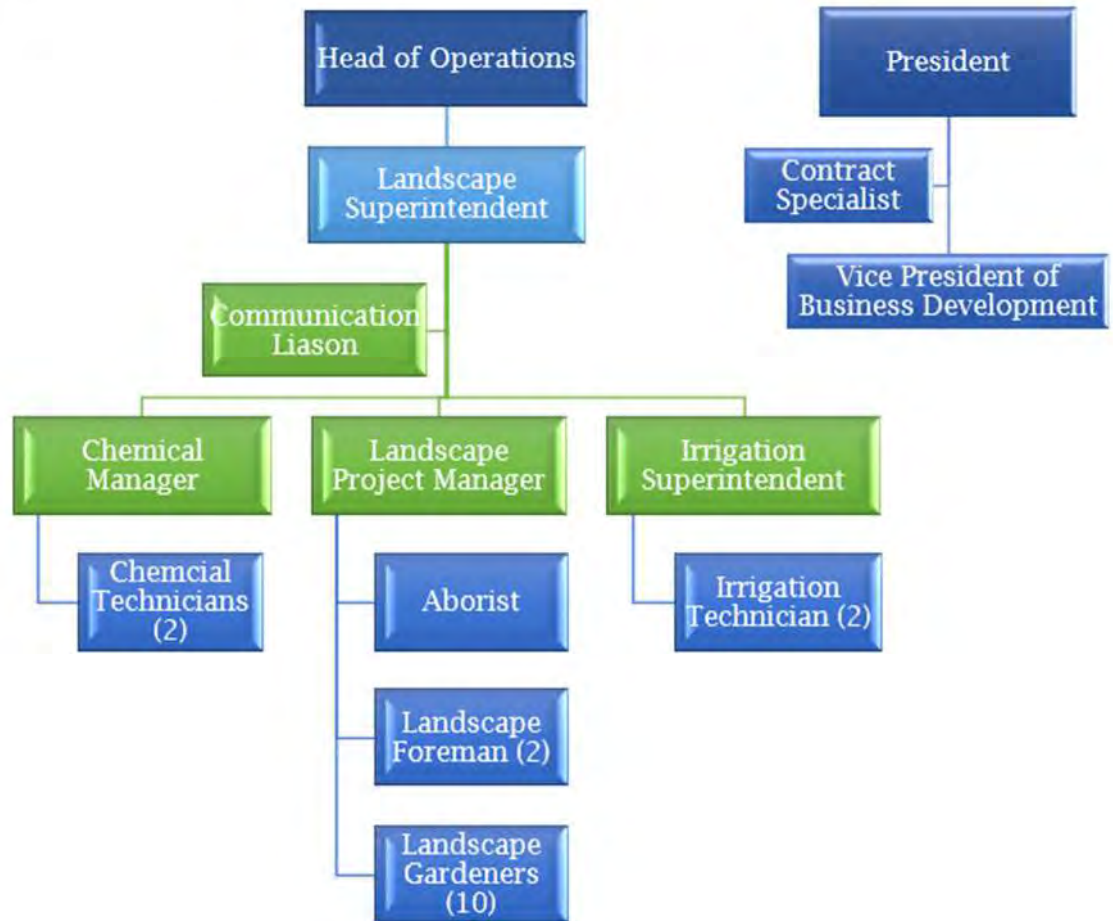 Head of Operations
President
Landscape
Superintendent
Contract
Specialist
Vice President of
Business Development
Communication
Liason
Chemical
Manager
Landscape
Project Manager
Irrigation
Superintendent
Chemcial
Technicians
(2)
Aborist
Irrigation
Technician (2)
Landscape
Foreman (2)
Landscape
Gardeners
(10)